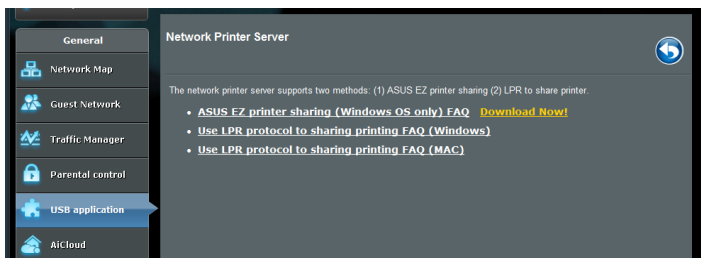 General
Network Map
Guest Network
Traffic Manager
Parental control
USB application
AiCloud
Network Printer Server
The network printer server supports two methods: (1) ASUS EZ printer sharing (2) LPR to share printer.
ASUS EZ printer sharing (Windows OS only) FAQ Download Now!
Use LPR protocol to sharing printing FAQ (Windows)
Use LPR protocol to sharing printing FAQ (MAC)